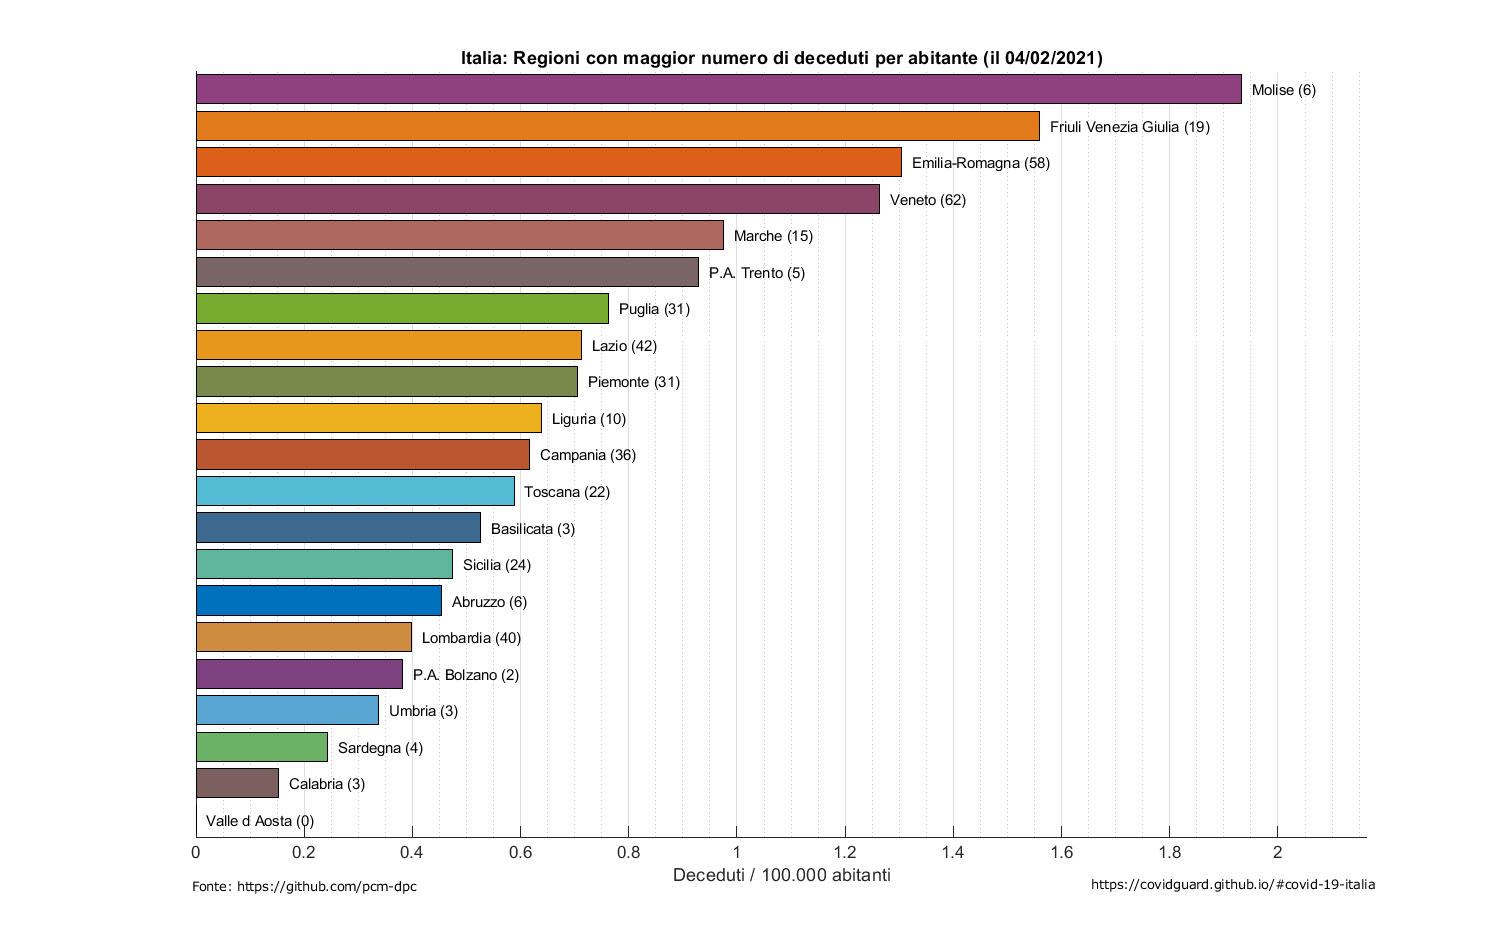 Italia: Regioni con maggior numero di deceduti per abitante (il 04/02/2021)
Molise (6)
Friuli Venezia Giulia (19)
Emilia-Romagna (58)
Veneto (62)
Marche (15)
P.A. Trento (5)
Puglia (31)
Lazio (42)
Piemonte (31)
Liguria (10)
Campania (36)
Toscana (22)
Basilicata (3)
Sicilia (24)
Abruzzo (6)
Lombardia (40)
P.A. Bolzano (2)
Umbria (3)
Sardegna (4)
Calabria (3)
Valle d Aosta (0)
0 0.2 0.4 0.6 0.8 1 1.2 1.4 1.6 1.8 2
Deceduti / 100.000 abitanti
Fonte: https://github.com/pcm-dpc
https://covidguard.github.io/#covid-19-italia